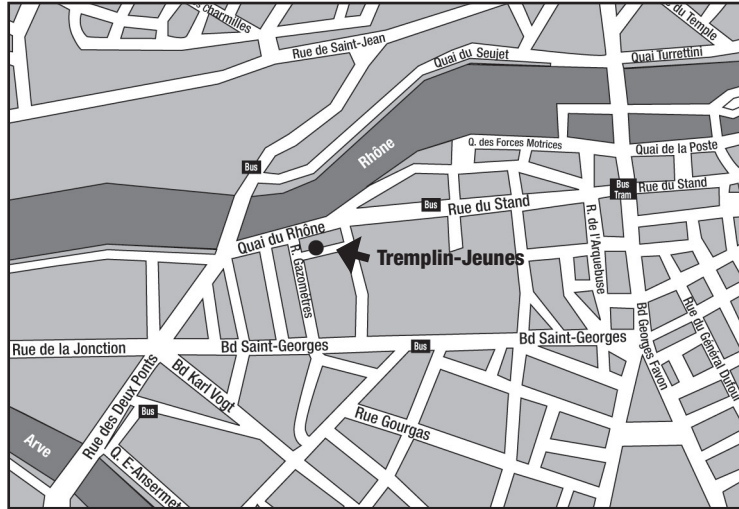 Charmilles
Rue de Saint-Jean
Quai du Seujet
du Temple
Quai Turrettini
Bus
Rhône
Q. des Forces Motrices
Quai de la Poste
Bus
Tram
Rue du Stand
Bus
Rue du Stand
R. de l'Arquebuse
Quai du Rhône
R. Gazomètres
Tremplin-Jeunes
Rue de la Jonction
Bd Saint-Georges
Bus
Bd Saint-Georges
Bd Georges Favon
Rue du Général Dufour
Rue des Deux Ponts
Bd Karl Vogt
Bus
Rue Gourgas
Arve
Q. E-Ansermet